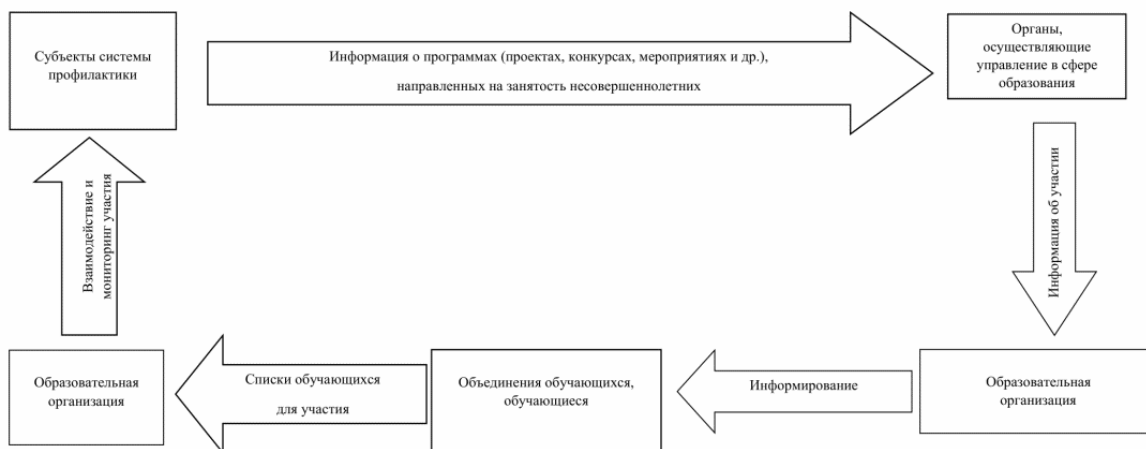 Субъекты системы
профилактики
Информация о программах (проектах, конкурсах, мероприятиях и др.),
направленных на занятость несовершеннолетних
Органы,
осуществляющие
управление в сфере
образования
Информация об участии
Образовательная
организация
Информирование
Объединения обучающихся,
обучающиеся
Списки обучающихся
для участия
Образовательная
организация
Взаимодействие и
мониторинг участия